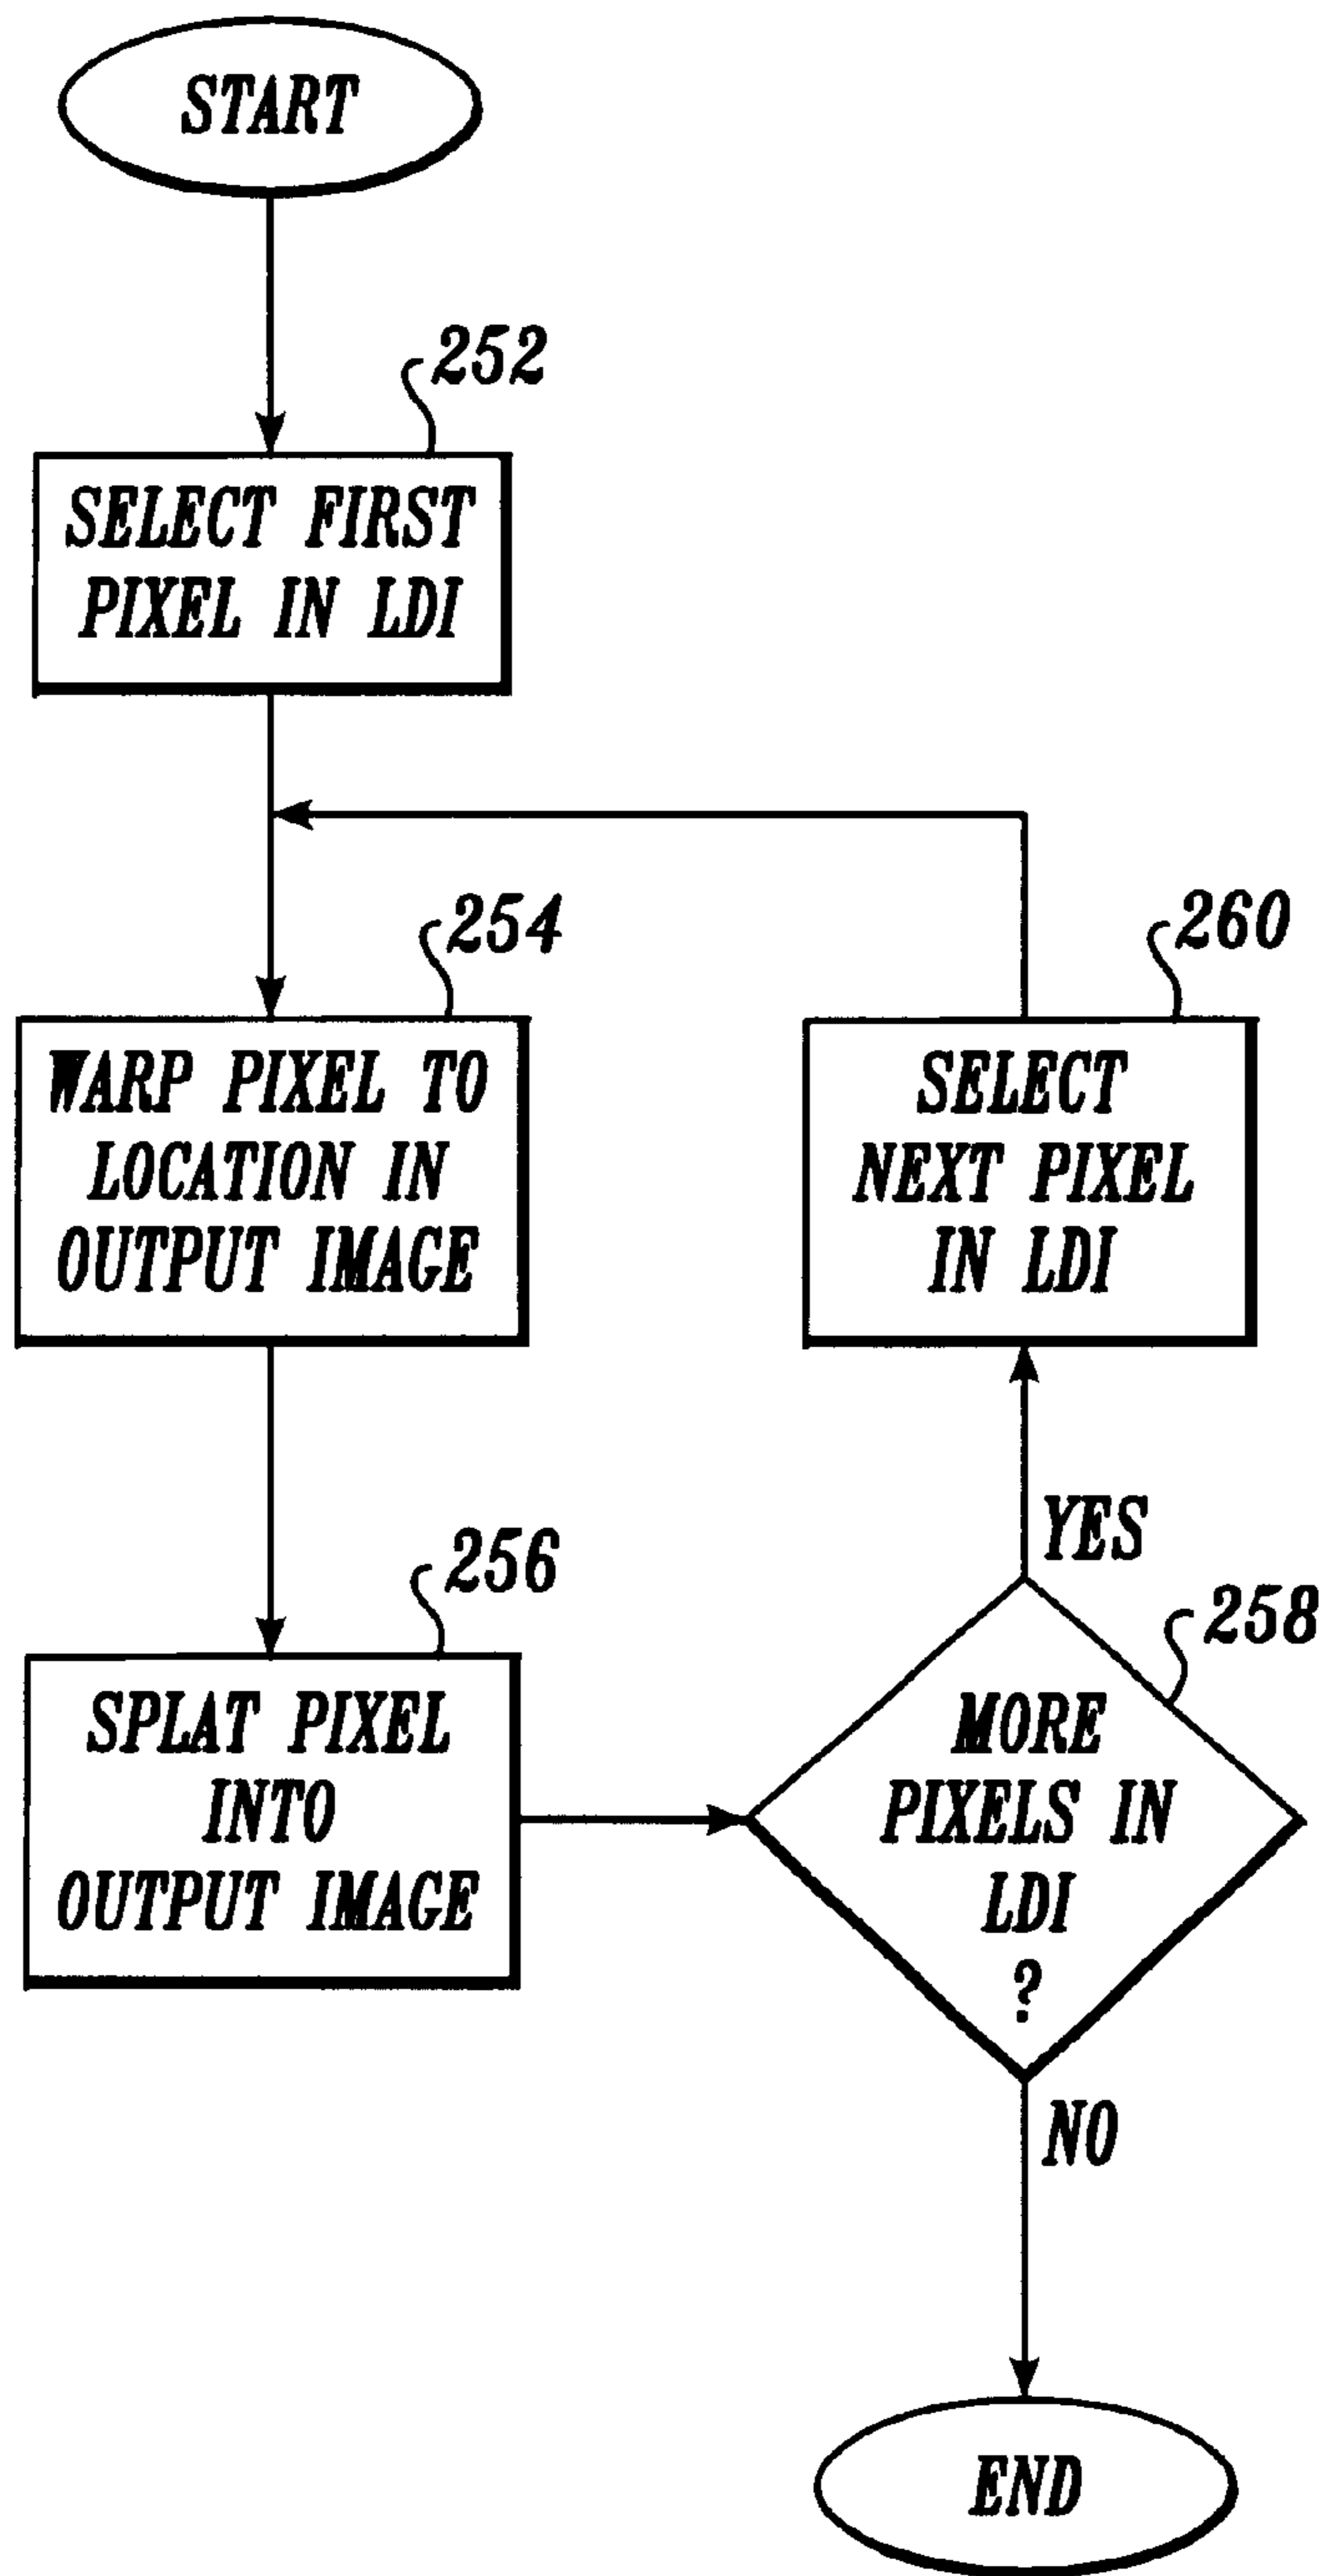 START
252
SELECT FIRST
PIXEL IN LDI
254
WARP PIXEL TO
LOCATION IN
OUTPUT IMAGE
256
SPLAT PIXEL
INTO
OUTPUT IMAGE
260
SELECT
NEXT PIXEL
IN LDI
YES
258
MORE
PIXELS IN
LDI
?
NO
END